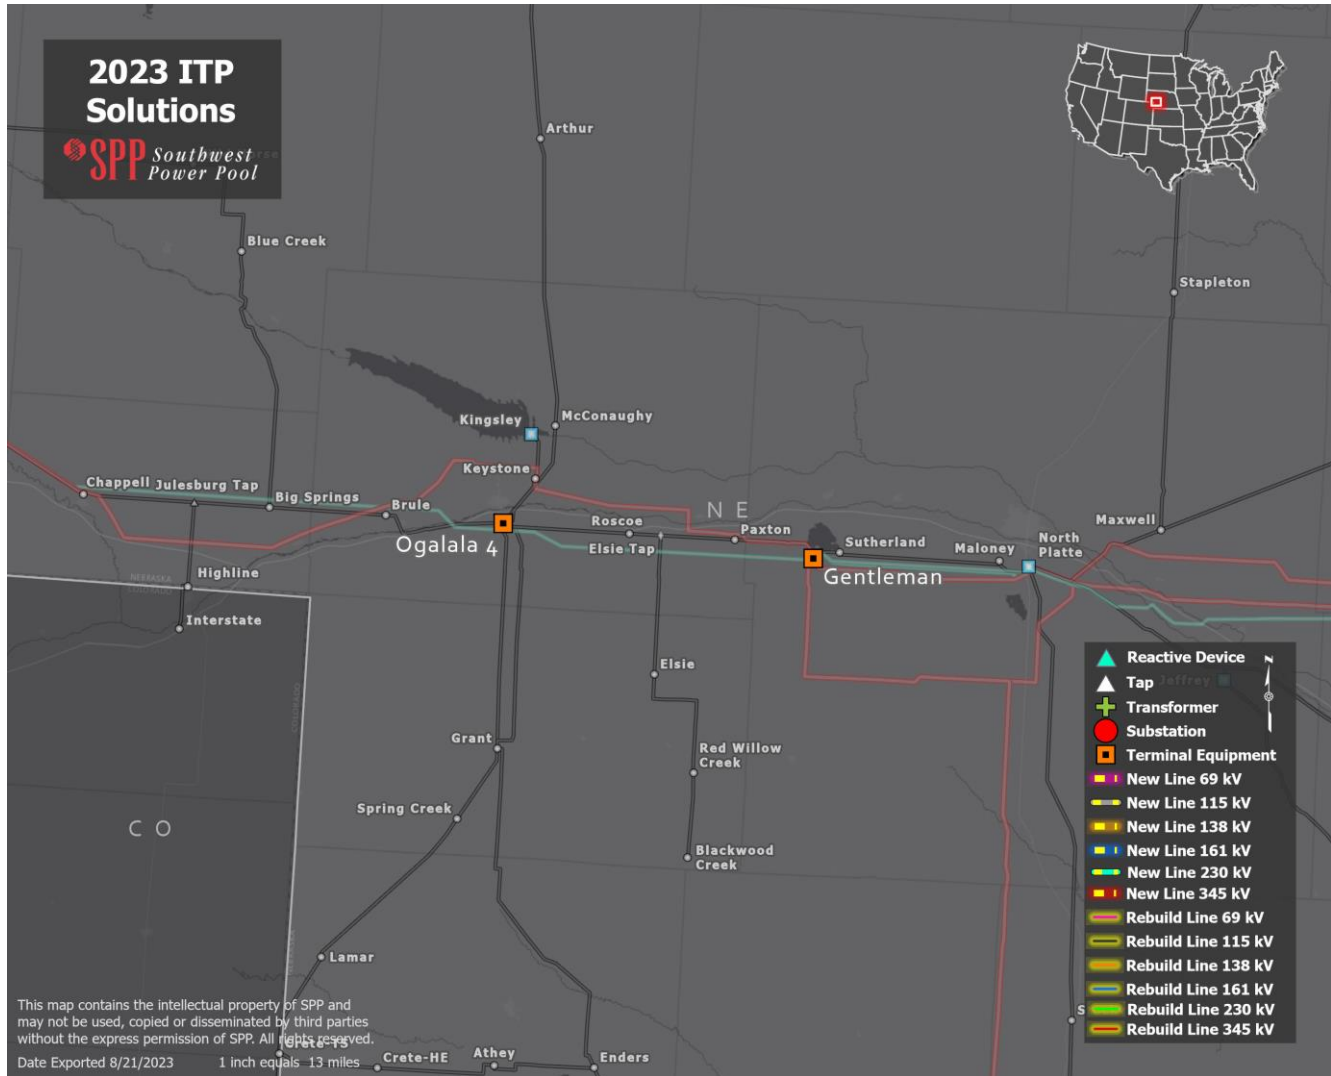 2023 ITP
Solutions
SPP Southwest
Power Pool
Arthur
Blue Creek
Stapleton
Kingsley
McConaughy
Keystone
Chappell
Julesburg Tap
Big Springs
Brule
Ogalala 4
Roscoe
Elsie Tap
N E
Paxton
Sutherland
Gentleman
Maloney
North
Platte
Maxwell
NEBRASKA
COLORADO
Highline
Interstate
Elsie
Grant
Red Willow
Creek
Spring Creek
C O
Blackwood
Creek
Lamar
COLORADO
NEBRASKA
Jeffrey
Reactive Device
Tap
Transformer
Substation
Terminal Equipment
New Line 69 kV
New Line 115 kV
New Line 138 kV
New Line 161 kV
New Line 230 kV
New Line 345 kV
Rebuild Line 69 kV
Rebuild Line 115 kV
Rebuild Line 138 kV
Rebuild Line 161 kV
Rebuild Line 230 kV
Rebuild Line 345 kV
N
This map contains the intellectual property of SPP and
may not be used, copied or disseminated by third parties
without the express permission of SPP. All rights reserved.
Date Exported 8/21/2023
1 inch equals 13 miles
Crete-TS
Crete-HE
Athey
Enders